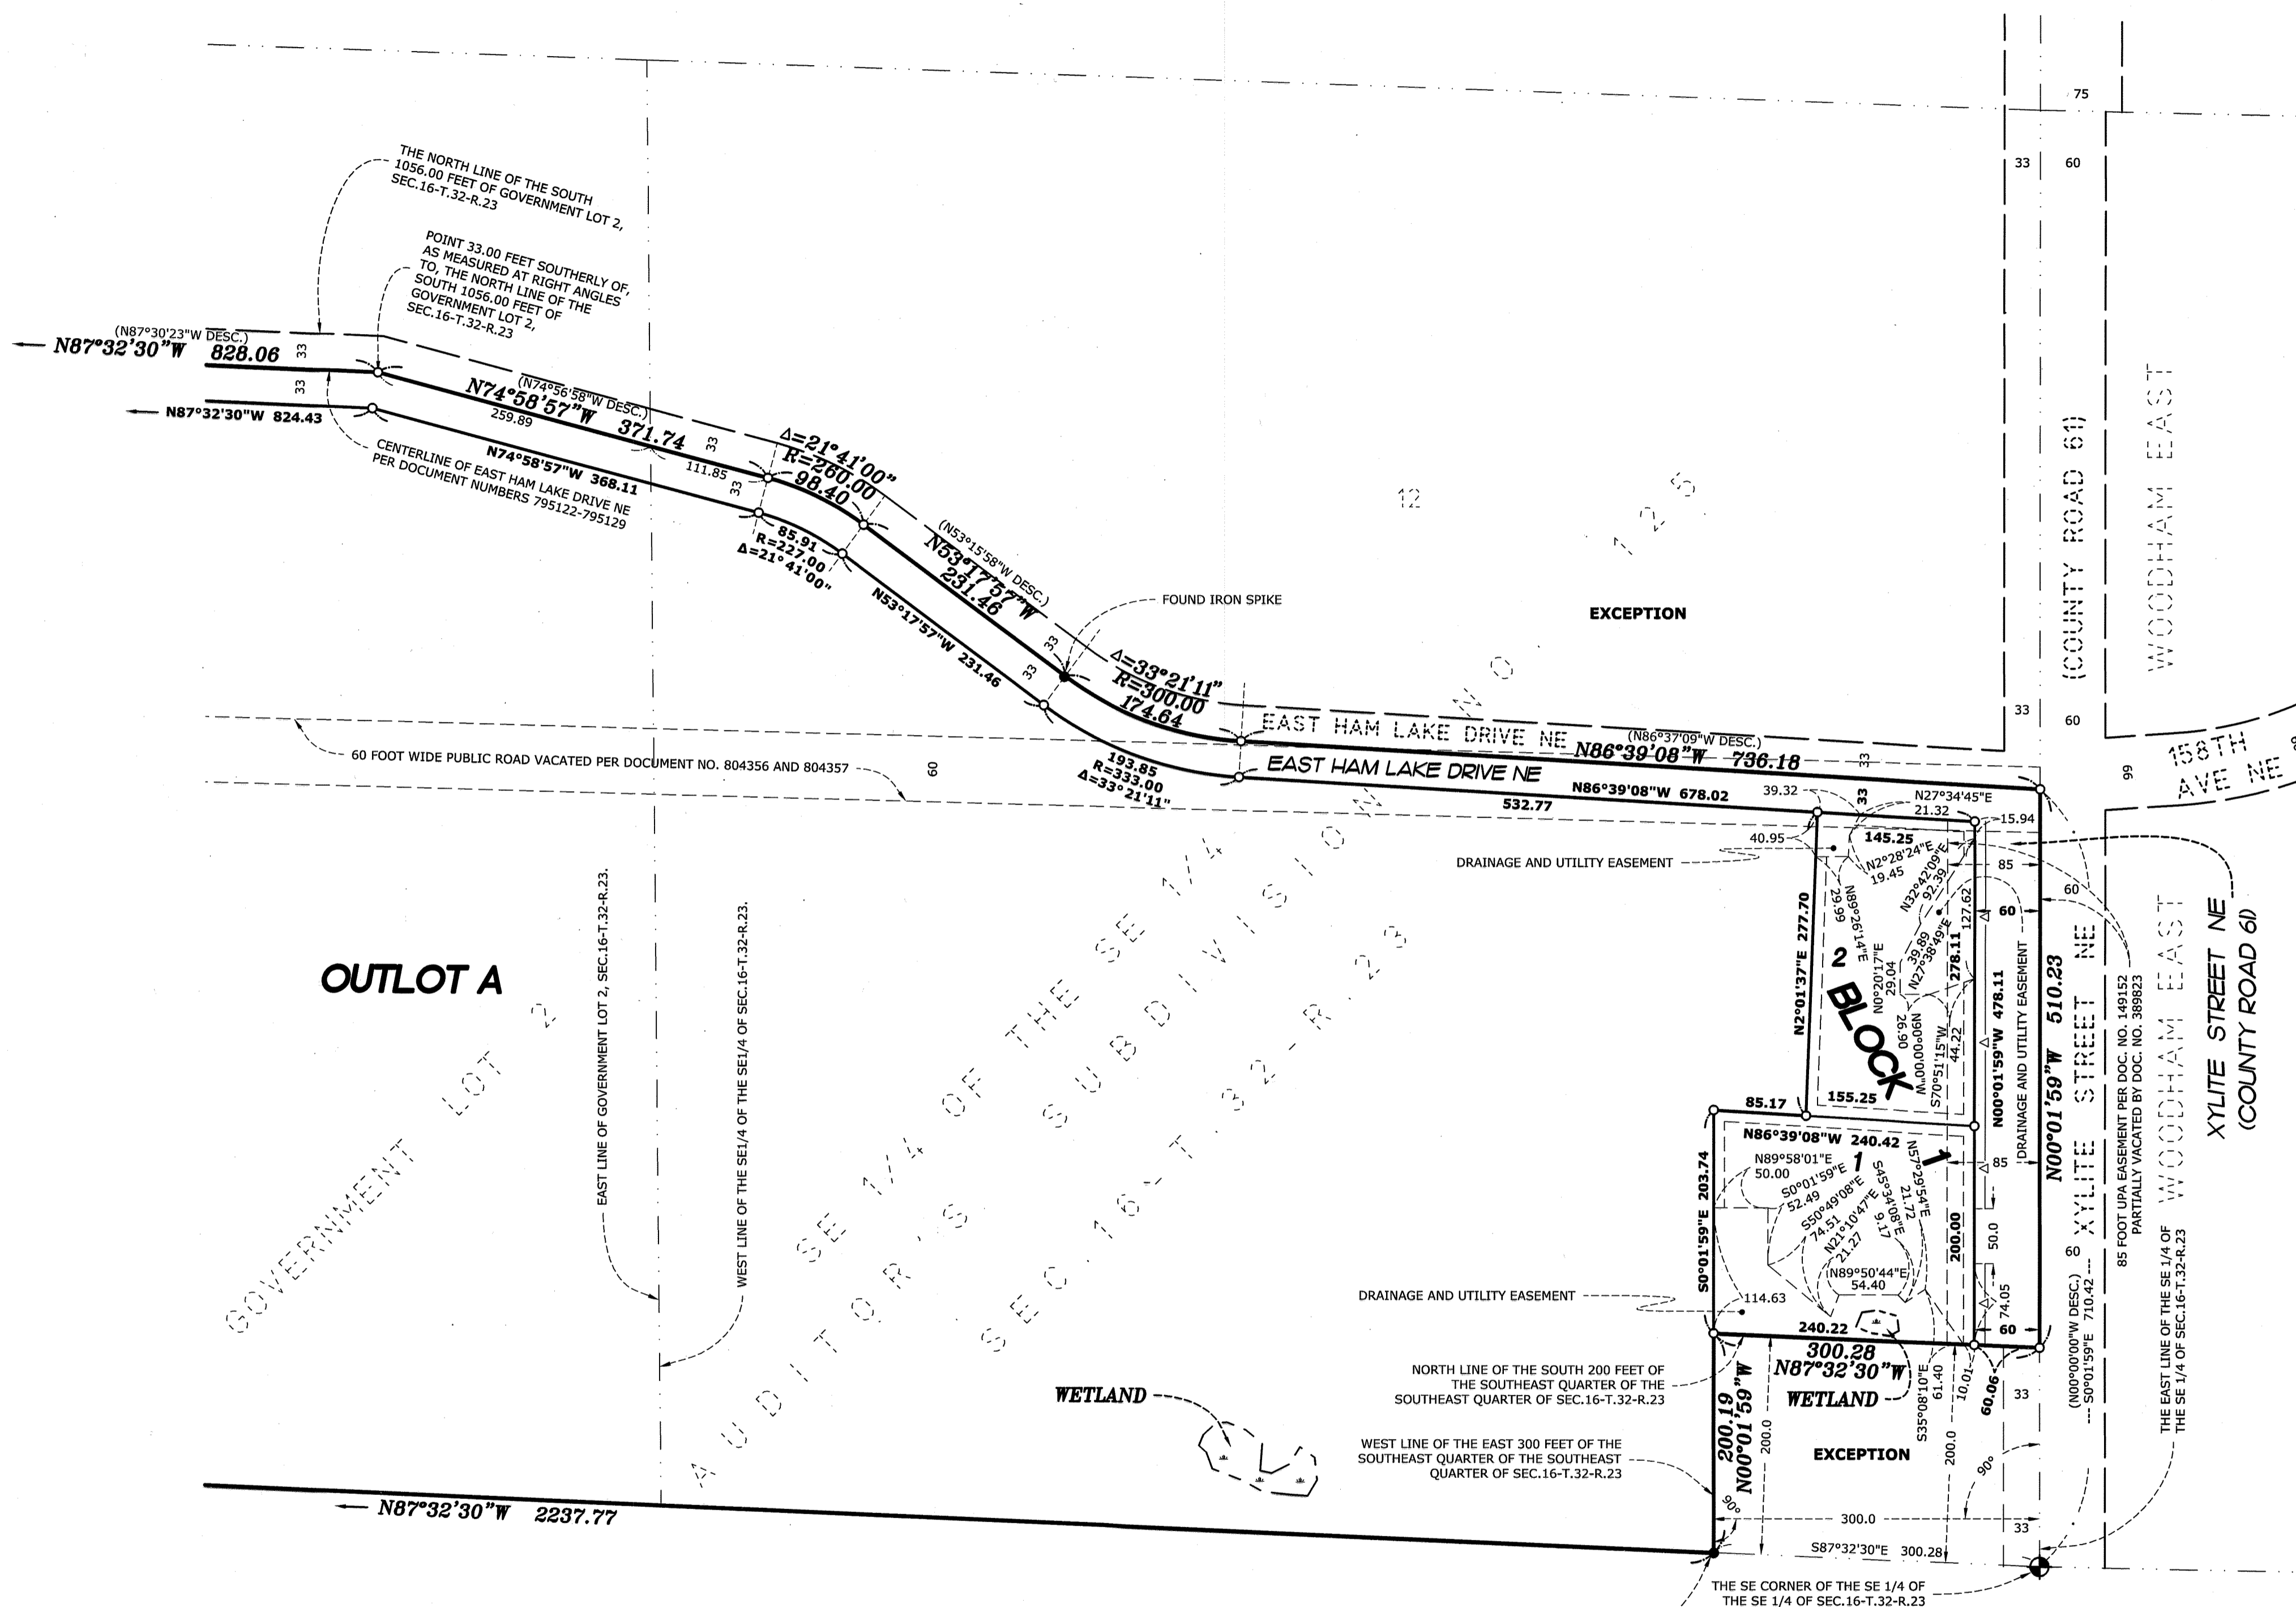 THE NORTH LINE OF THE SOUTH
1056.00 FEET OF GOVERNMENT LOT 2,
SEC.16-T.32-R.23
POINT 33.00 FEET SOUTHERLY OF,
AS MEASURED AT RIGHT ANGLES
TO, THE NORTH LINE OF THE
SOUTH 1056.00 FEET OF
GOVERNMENT LOT 2,
SEC.16-T.32-R.23
(N87°30'23"W DESC.)
N87°32'30"W 828.06
33
33
N87°32'30"W 824.43
(N74°56'58"W DESC.)
N74°58'57"W 371.74
259.89
111.85
33
33
N74°58'57"W 368.11
CENTERLINE OF EAST HAM LAKE DRIVE NE
PER DOCUMENT NUMBERS 795122-795129
Δ=21°41'00"
R=260.00
98.40
85.91
R=227.00
Δ=21°41'00"
(N53°15'58"W DESC.)
N53°17'57"W
231.46
N53°17'57"W 231.46
33
33
FOUND IRON SPIKE
Δ=33°21'11"
R=300.00
174.64
193.85
R=333.00
Δ=33°21'11"
12
EXCEPTION
75
33
60
33
60
(COUNTY ROAD 61)
WOODHAM EAST
158TH
AVE NE
66
EAST HAM LAKE DRIVE NE
(N86°37'09"W DESC.)
N86°39'08"W 736.18
33
EAST HAM LAKE DRIVE NE
N86°39'08"W 678.02
532.77
39.32
33
N27°34'45"E
21.32
15.94
60 FOOT WIDE PUBLIC ROAD VACATED PER DOCUMENT NO. 804356 AND 804357
60
DRAINAGE AND UTILITY EASEMENT
40.95
145.25
N2°28'24"E
19.45
N32°42'09"E
92.39
85
60
60
N89°26'14"E
29.99
127.62
N2°01'37"E 277.70
2
BLOCK
1
N0°20'17"E
29.04
39.89
N27°38'49"E
278.11
N90°00'00"W
26.90
S70°51'15"W
44.22
N00°01'59"W 478.11
DRAINAGE AND UTILITY EASEMENT
N00°01'59"W 510.23
XYLITE STREET NE
85 FOOT UPA EASEMENT PER DOC. NO. 149152
PARTIALLY VACATED BY DOC. NO. 389823
WOODHAM EAST
XYLITE STREET NE
(COUNTY ROAD 61)
OUTLOT A
GOVERNMENT LOT 2
EAST LINE OF GOVERNMENT LOT 2, SEC.16-T.32-R.23.
WEST LINE OF THE SE1/4 OF THE SE1/4 OF SEC.16-T.32-R.23.
SE 1/4 OF THE SE 1/4
AUDITOR'S SUBDIVISION NO. 125
SEC. 16 - T. 32 - R. 23
85.17
155.25
N86°39'08"W 240.42
1
85
N89°58'01"E
50.00
S0°01'59"E
52.49
S50°49'08"E
74.51
N21°10'47"E
21.27
S45°34'08"E
9.17
N57°29'54"E
21.72
N89°50'44"E
54.40
S0°01'59"E 203.74
200.00
50.0
74.05
60
DRAINAGE AND UTILITY EASEMENT
114.63
240.22
60
300.28
N87°32'30"W
WETLAND
NORTH LINE OF THE SOUTH 200 FEET OF
THE SOUTHEAST QUARTER OF THE
SOUTHEAST QUARTER OF SEC.16-T.32-R.23
WETLAND
200.19
N00°01'59"W
200.0
S35°08'10"E
61.40
10.01
60.06
33
200.0
(N00°00'00"W DESC.)
S0°01'59"E 710.42
THE EAST LINE OF THE SE 1/4 OF
THE SE 1/4 OF SEC.16-T.32-R.23
WEST LINE OF THE EAST 300 FEET OF THE
SOUTHEAST QUARTER OF THE SOUTHEAST
QUARTER OF SEC.16-T.32-R.23
EXCEPTION
90°
90°
300.0
33
S87°32'30"E 300.28
N87°32'30"W 2237.77
THE SE CORNER OF THE SE 1/4 OF
THE SE 1/4 OF SEC.16-T.32-R.23